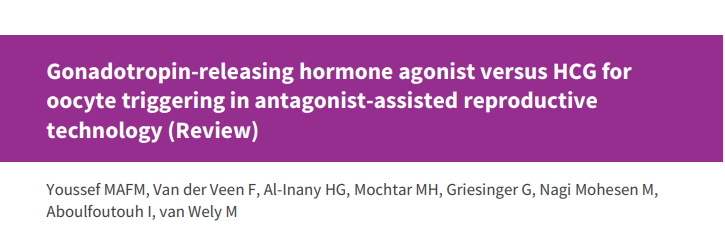 Gonadotropin-releasing hormone agonist versus HCG for
oocyte triggering in antagonist-assisted reproductive
technology (Review)
Youssef MAFM, Van der Veen F, Al-Inany HG, Mochtar MH, Griesinger G, Nagi Mohesen M,
Aboulfoutouh I, van Wely M